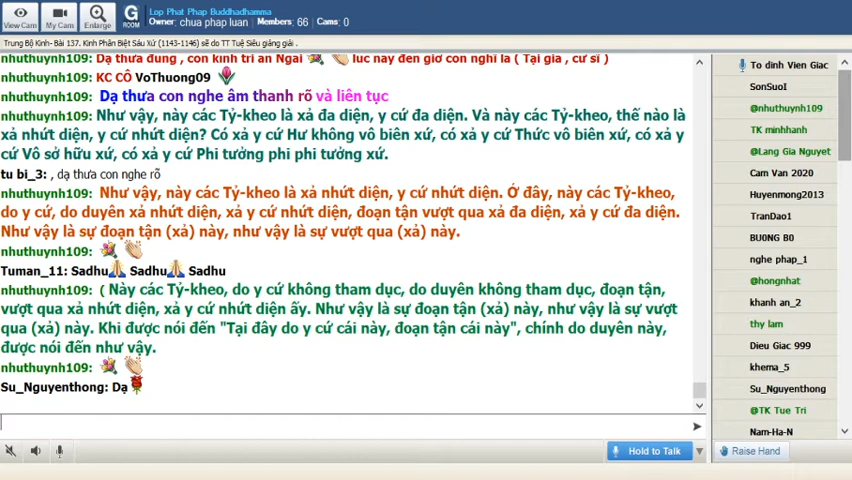 Lop Phat Phap Buddhadhamma
Owner: chua phap luan Members: 66 Cams: 0
View Cam My Cam Enlarge G ROOM
Trung Bộ Kinh- Bài 137. Kinh Phân Biệt Sáu Xứ (1143-1146) sẽ do TT Tuệ Siêu giảng giải .
nhuthuynh109: Dạ thưa đúng , con kính tri ân Ngài lúc này đến giờ con nghĩ là ( Tại gia , cư sĩ )
nhuthuynh109: KC CÔ VoThuong09
nhuthuynh109: Dạ thưa con nghe âm thanh rõ và liên tục
nhuthuynh109: Như vậy, này các Tỷ-kheo là xả đa diện, y cứ đa diện. Và này các Tỷ-kheo, thế nào là
xả nhứt diện, y cứ nhứt diện? Có xả y cứ Hư không vô biên xứ, có xả y cứ Thức vô biên xứ, có xả y
cứ Vô sở hữu xứ, có xả y cứ Phi tưởng phi phi tưởng xứ.
tu bi_3: , dạ thưa con nghe rõ
nhuthuynh109: Như vậy, này các Tỷ-kheo là xả nhứt diện, y cứ nhứt diện. Ở đây, này các Tỷ-kheo,
do y cứ, do duyên xả nhứt diện, xả y cứ nhứt diện, đoạn tận vượt qua xả đa diện, xả y cứ đa diện.
Như vậy là sự đoạn tận (xả) này, như vậy là sự vượt qua (xả) này.
nhuthuynh109:
Tuman_11: Sadhu Sadhu Sadhu
nhuthuynh109: ( Này các Tỷ-kheo, do y cứ không tham dục, do duyên không tham dục, đoạn tận,
vượt qua xả nhứt diện, xả y cứ nhứt diện ấy. Như vậy là sự đoạn tận (xả) này, như vậy là sự vượt
qua (xả) này. Khi được nói đến "Tại đây do y cứ cái này, đoạn tận cái này", chính do duyên này,
được nói đến như vậy.
nhuthuynh109:
Su_Nguyenthong: Dạ
Hold to Talk
To dinh Vien Giac
SonSuoI
@nhuthuynh109
TK minhhanh
@Lang Gia Nguyet
Cam Van 2020
Huyenmong2013
TranDao1
BU0NG B0
nghe phap_1
@hongnhat
khanh an_2
thy lam
Dieu Giac 999
khema_5
Su_Nguyenthong
@TK Tue Tri
Nam-Ha-N
Raise Hand